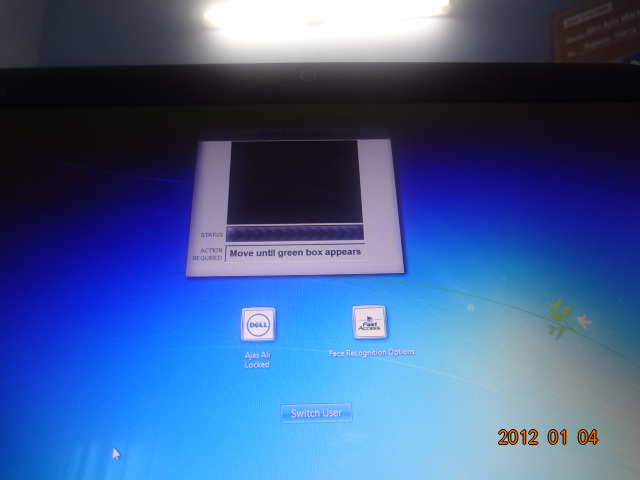 STATUS
ACTION
REQUIRED:
Move until green box appears
DELL
Fast
Access
Ajas Ali
Locked
Face Recognition Options
Switch User
2012 01 04